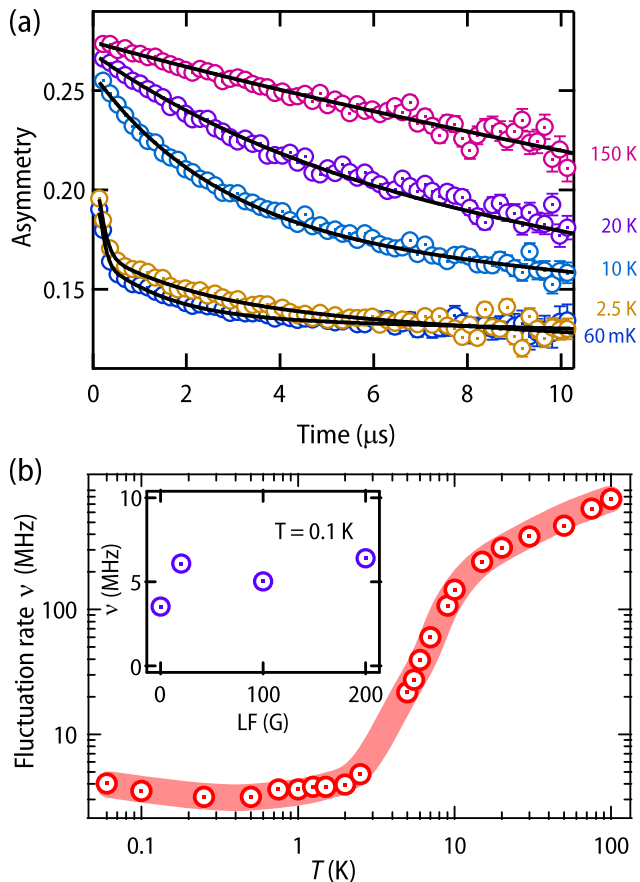 (a)
Asymmetry
0.25
0.20
0.15
150 K
20 K
10 K
2.5 K
60 mK
0 2 4 6 8 10
Time (μs)
(b)
Fluctuation rate ν (MHz)
100
10
10
5
0
ν (MHz)
T = 0.1 K
0 100 200
LF (G)
0.1 1 10 100
T (K)